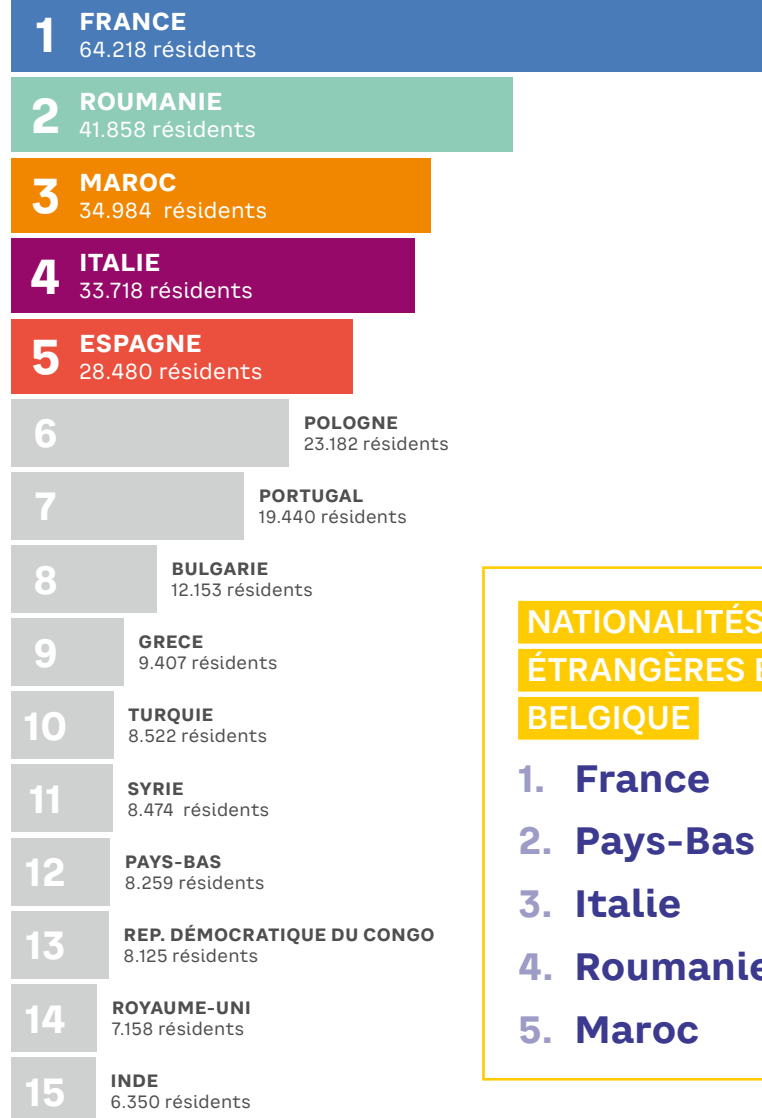 1 FRANCE
64.218 résidents
2 ROUMANIE
41.858 résidents
3 MAROC
34.984 résidents
4 ITALIE
33.718 résidents
5 ESPAGNE
28.480 résidents
6 POLOGNE
23.182 résidents
7 PORTUGAL
19.440 résidents
8 BULGARIE
12.153 résidents
9 GRECE
9.407 résidents
10 TURQUIE
8.522 résidents
11 SYRIE
8.474 résidents
12 PAYS-BAS
8.259 résidents
13 REP. DÉMOCRATIQUE DU CONGO
8.125 résidents
14 ROYAUME-UNI
7.158 résidents
15 INDE
6.350 résidents
NATIONALITÉS
ÉTRANGÈRES
BELGIQUE
1. France
2. Pays-Bas
3. Italie
4. Roumanie
5. Maroc